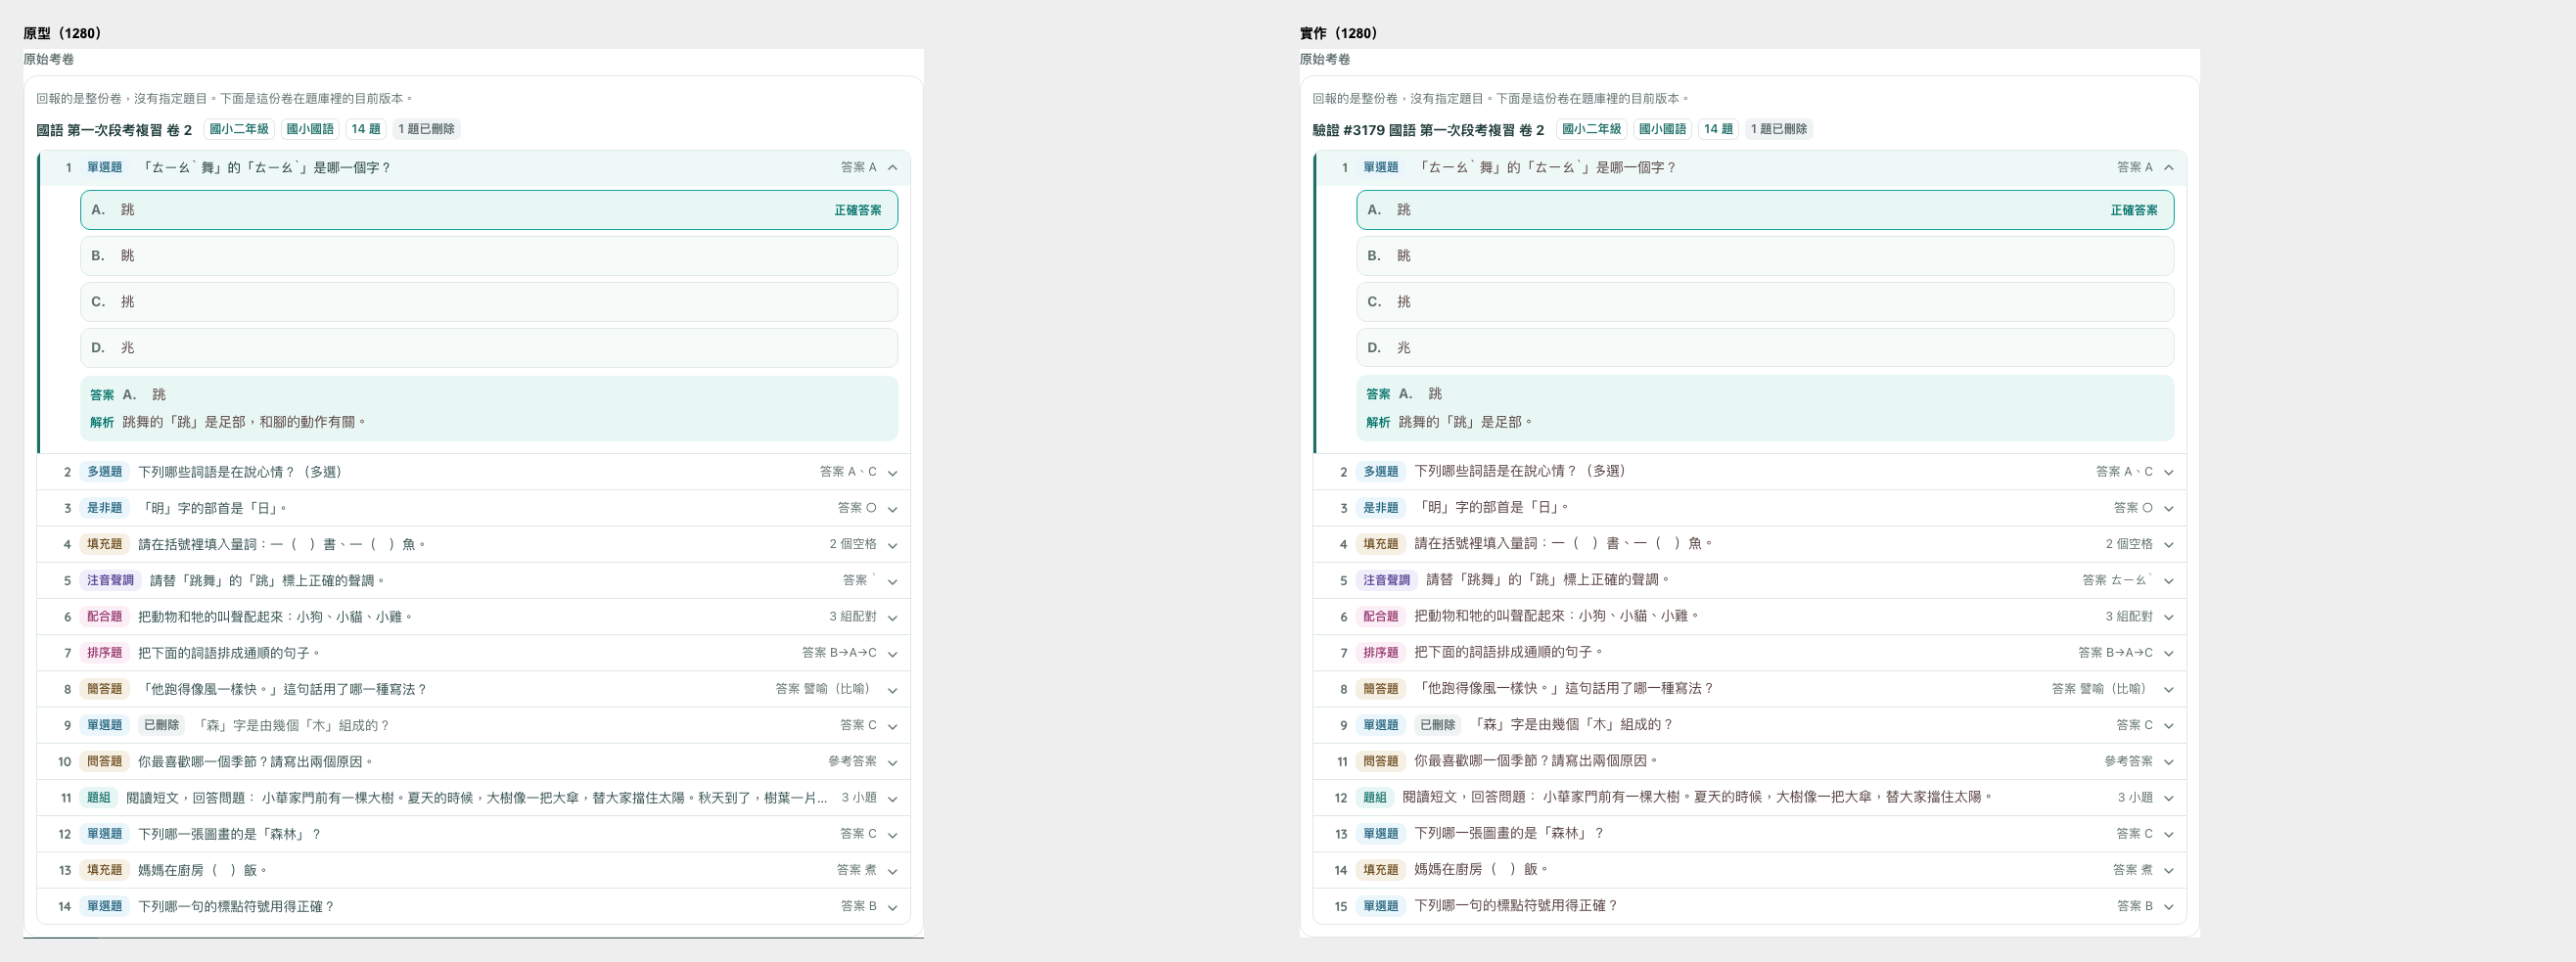 原型（1280）
原始考卷
回報的是整份卷，沒有指定題目。下面是這份卷在題庫裡的目前版本。
國語 第一次段考複習 卷 2 國小二年級 國小國語 14 題 1 題已刪除
1 單選題 「ㄊㄧㄠˋ 舞」的「ㄊㄧㄠˋ」是哪一個字？ 答案 A
A. 跳 正確答案
B. 眺
C. 挑
D. 兆
答案 A. 跳
解析 跳舞的「跳」是足部，和腳的動作有關。
2 多選題 下列哪些詞語是在說心情？（多選） 答案 A、C
3 是非題 「明」字的部首是「日」。 答案 〇
4 填充題 請在括號裡填入量詞：一（　）書、一（　）魚。 2 個空格
5 注音聲調 請替「跳舞」的「跳」標上正確的聲調。 答案 ˋ
6 配合題 把動物和牠的叫聲配起來：小狗、小貓、小雞。 3 組配對
7 排序題 把下面的詞語排成通順的句子。 答案 B→A→C
8 簡答題 「他跑得像風一樣快。」這句話用了哪一種寫法？ 答案 譬喻（比喻）
9 單選題 已刪除 「森」字是由幾個「木」組成的？ 答案 C
10 問答題 你最喜歡哪一個季節？請寫出兩個原因。 參考答案
11 題組 閱讀短文，回答問題： 小華家門前有一棵大樹。夏天的時候，大樹像一把大傘，替大家擋住太陽。秋天到了，樹葉一片... 3 小題
12 單選題 下列哪一張圖畫的是「森林」？ 答案 C
13 填充題 媽媽在廚房（　）飯。 答案 煮
14 單選題 下列哪一句的標點符號用得正確？ 答案 B
實作（1280）
原始考卷
回報的是整份卷，沒有指定題目。下面是這份卷在題庫裡的目前版本。
驗證 #3179 國語 第一次段考複習 卷 2 國小二年級 國小國語 14 題 1 題已刪除
1 單選題 「ㄊㄧㄠˋ 舞」的「ㄊㄧㄠˋ」是哪一個字？ 答案 A
A. 跳 正確答案
B. 眺
C. 挑
D. 兆
答案 A. 跳
解析 跳舞的「跳」是足部。
2 多選題 下列哪些詞語是在說心情？（多選） 答案 A、C
3 是非題 「明」字的部首是「日」。 答案 〇
4 填充題 請在括號裡填入量詞：一（　）書、一（　）魚。 2 個空格
5 注音聲調 請替「跳舞」的「跳」標上正確的聲調。 答案 ㄊㄧㄠˋ
6 配合題 把動物和牠的叫聲配起來：小狗、小貓、小雞。 3 組配對
7 排序題 把下面的詞語排成通順的句子。 答案 B→A→C
8 簡答題 「他跑得像風一樣快。」這句話用了哪一種寫法？ 答案 譬喻（比喻）
9 單選題 已刪除 「森」字是由幾個「木」組成的？ 答案 C
11 問答題 你最喜歡哪一個季節？請寫出兩個原因。 參考答案
12 題組 閱讀短文，回答問題： 小華家門前有一棵大樹。夏天的時候，大樹像一把大傘，替大家擋住太陽。 3 小題
13 單選題 下列哪一張圖畫的是「森林」？ 答案 C
14 填充題 媽媽在廚房（　）飯。 答案 煮
15 單選題 下列哪一句的標點符號用得正確？ 答案 B